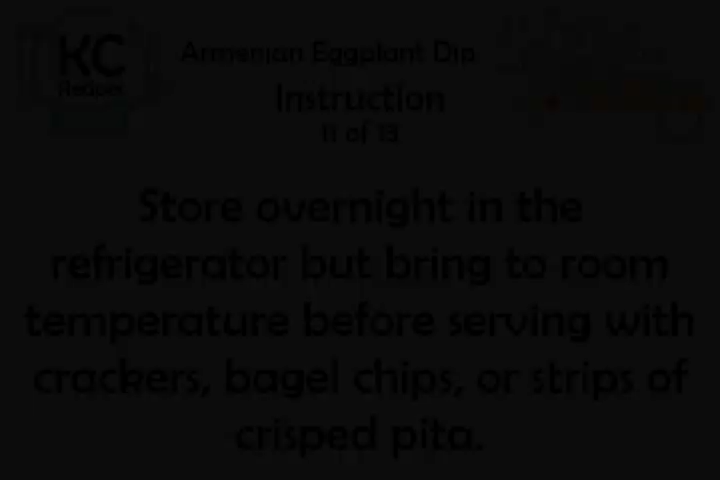 KC
Recipes
Armenian Eggplant Dip
Instruction
11 of 13
Store overnight in the
refrigerator but bring to room
temperature before serving with
crackers, bagel chips, or strips of
crisped pita.